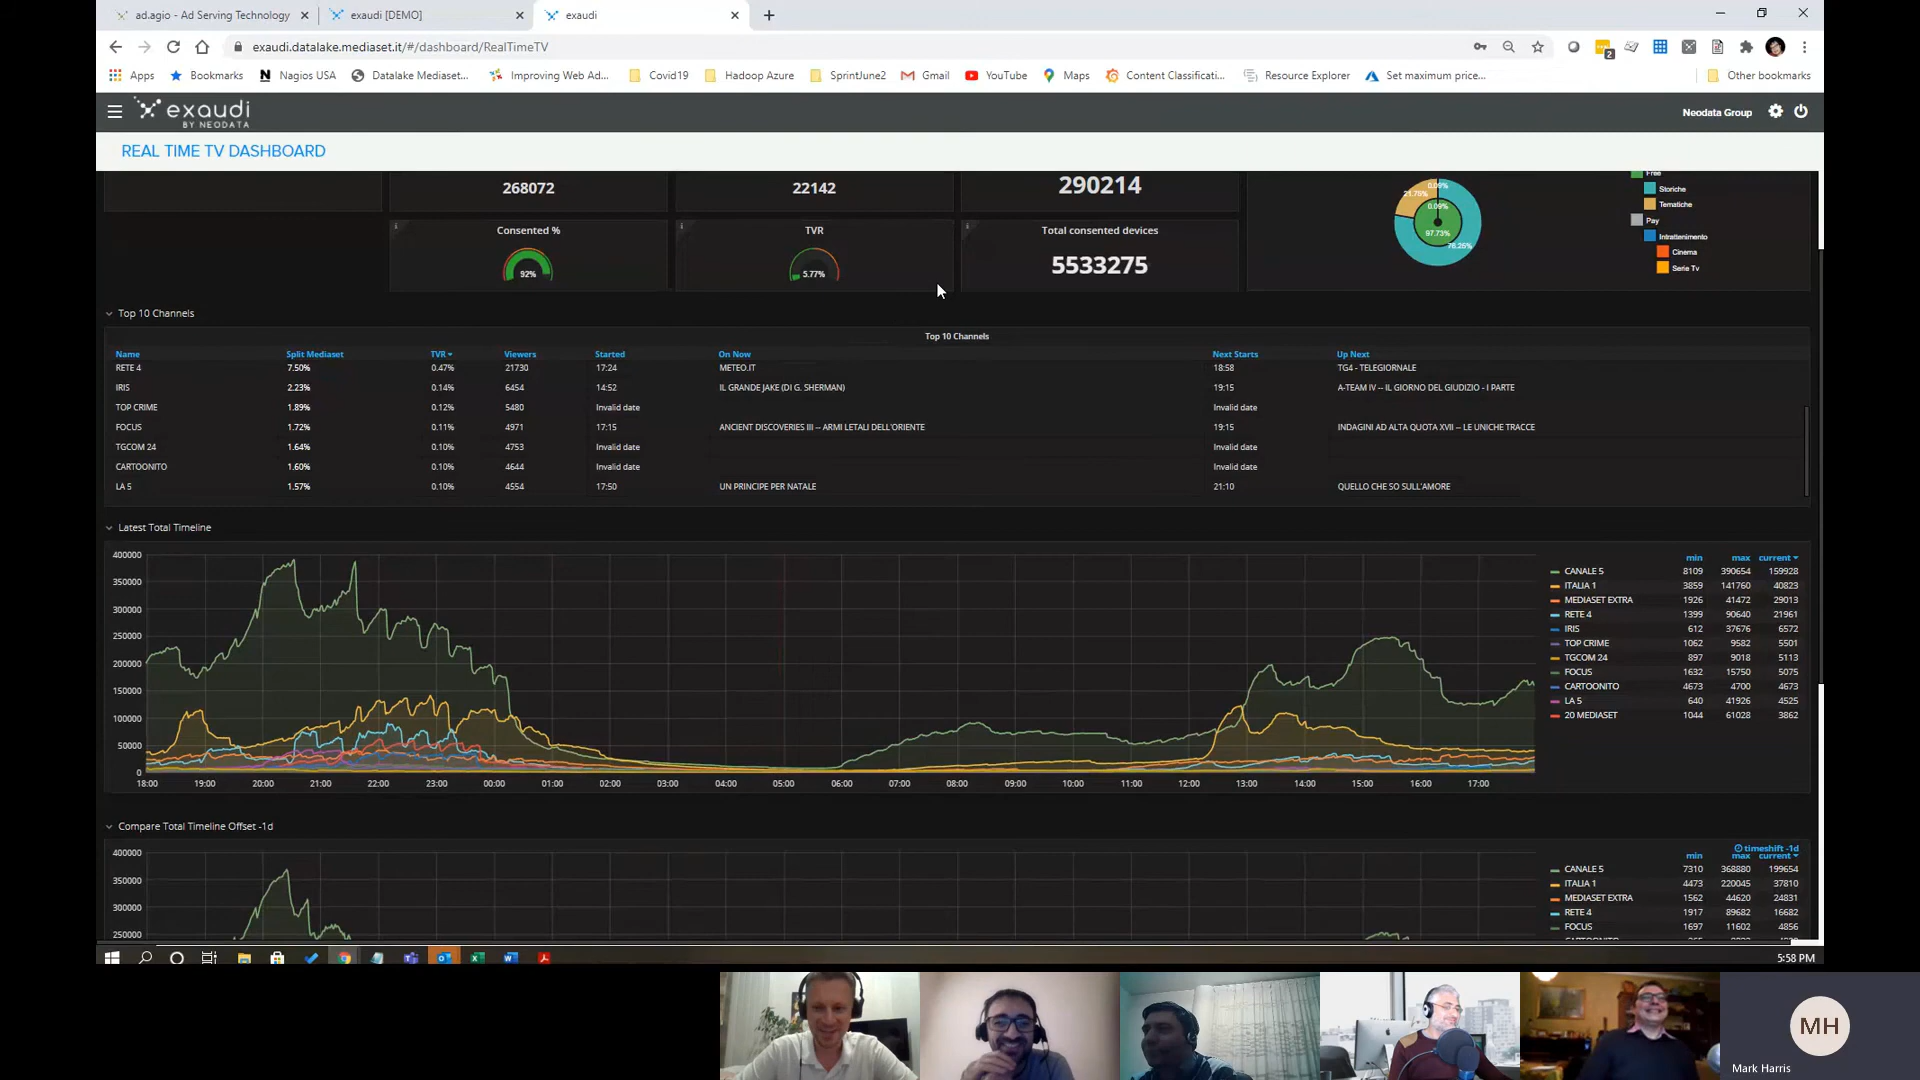 ad.agio - Ad Serving Technology
exaudi [DEMO]
exaudi
exaudi.datalake.mediaset.it/#/dashboard/RealTimeTV
2
Apps Bookmarks Nagios USA Datalake Mediaset... Improving Web Ad... Covid19 Hadoop Azure SprintJune2 Gmail YouTube Maps Content Classificati... Resource Explorer Set maximum price... Other bookmarks
exaudi
BY NEODATA
Neodata Group
REAL TIME TV DASHBOARD
268072 22142 290214
Consented % TVR Total consented devices
92% 5.77% 5533275
0.09%
21.75%
0.09%
97.73%
78.25%
Free
Storiche
Tematiche
Pay
Intrattenimento
Cinema
Serie Tv
Top 10 Channels
Top 10 Channels
Name Split Mediaset TVR Viewers Started On Now Next Starts Up Next
RETE 4 7.50% 0.47% 21730 17:24 METEO.IT 18:58 TG4 - TELEGIORNALE
IRIS 2.23% 0.14% 6454 14:52 IL GRANDE JAKE (DI G. SHERMAN) 19:15 A-TEAM IV -- IL GIORNO DEL GIUDIZIO - I PARTE
TOP CRIME 1.89% 0.12% 5480 Invalid date Invalid date
FOCUS 1.72% 0.11% 4971 17:15 ANCIENT DISCOVERIES III -- ARMI LETALI DELL'ORIENTE 19:15 INDAGINI AD ALTA QUOTA XVII -- LE UNICHE TRACCE
TGCOM 24 1.64% 0.10% 4753 Invalid date Invalid date
CARTOONITO 1.60% 0.10% 4644 Invalid date Invalid date
LA 5 1.57% 0.10% 4554 17:50 UN PRINCIPE PER NATALE 21:10 QUELLO CHE SO SULL'AMORE
Latest Total Timeline
400000
350000
300000
250000
200000
150000
100000
50000
0
18:00 19:00 20:00 21:00 22:00 23:00 00:00 01:00 02:00 03:00 04:00 05:00 06:00 07:00 08:00 09:00 10:00 11:00 12:00 13:00 14:00 15:00 16:00 17:00
min max current
CANALE 5 8109 390654 159928
ITALIA 1 3859 141760 40823
MEDIASET EXTRA 1926 41472 29013
RETE 4 1399 90640 21961
IRIS 612 37676 6572
TOP CRIME 1062 9582 5501
TGCOM 24 897 9018 5113
FOCUS 1632 15750 5075
CARTOONITO 4673 4700 4673
LA 5 640 41926 4525
20 MEDIASET 1044 61028 3862
Compare Total Timeline Offset -1d
400000
350000
300000
250000
timeshift -1d
min max current
CANALE 5 7310 368880 199654
ITALIA 1 4473 220045 37810
MEDIASET EXTRA 1562 44620 24831
RETE 4 1917 89682 16682
FOCUS 1697 11602 4856
5:58 PM
MH
Mark Harris